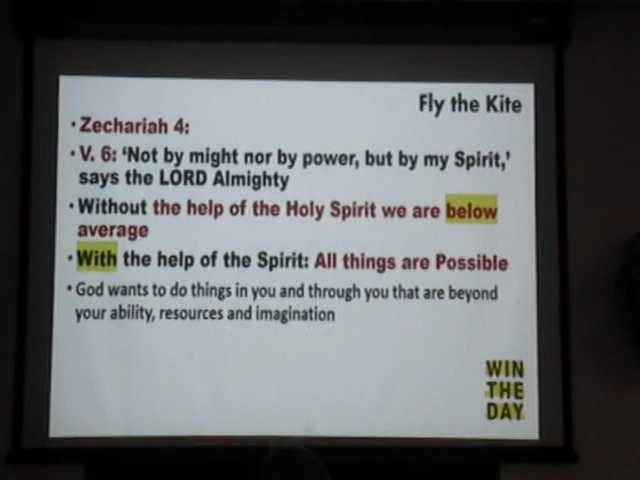 Fly the Kite
• Zechariah 4:
• V. 6: ‘Not by might nor by power, but by my Spirit,’
says the LORD Almighty
• Without the help of the Holy Spirit we are below
average
• With the help of the Spirit: All things are Possible
• God wants to do things in you and through you that are beyond
your ability, resources and imagination
WIN
THE
DAY